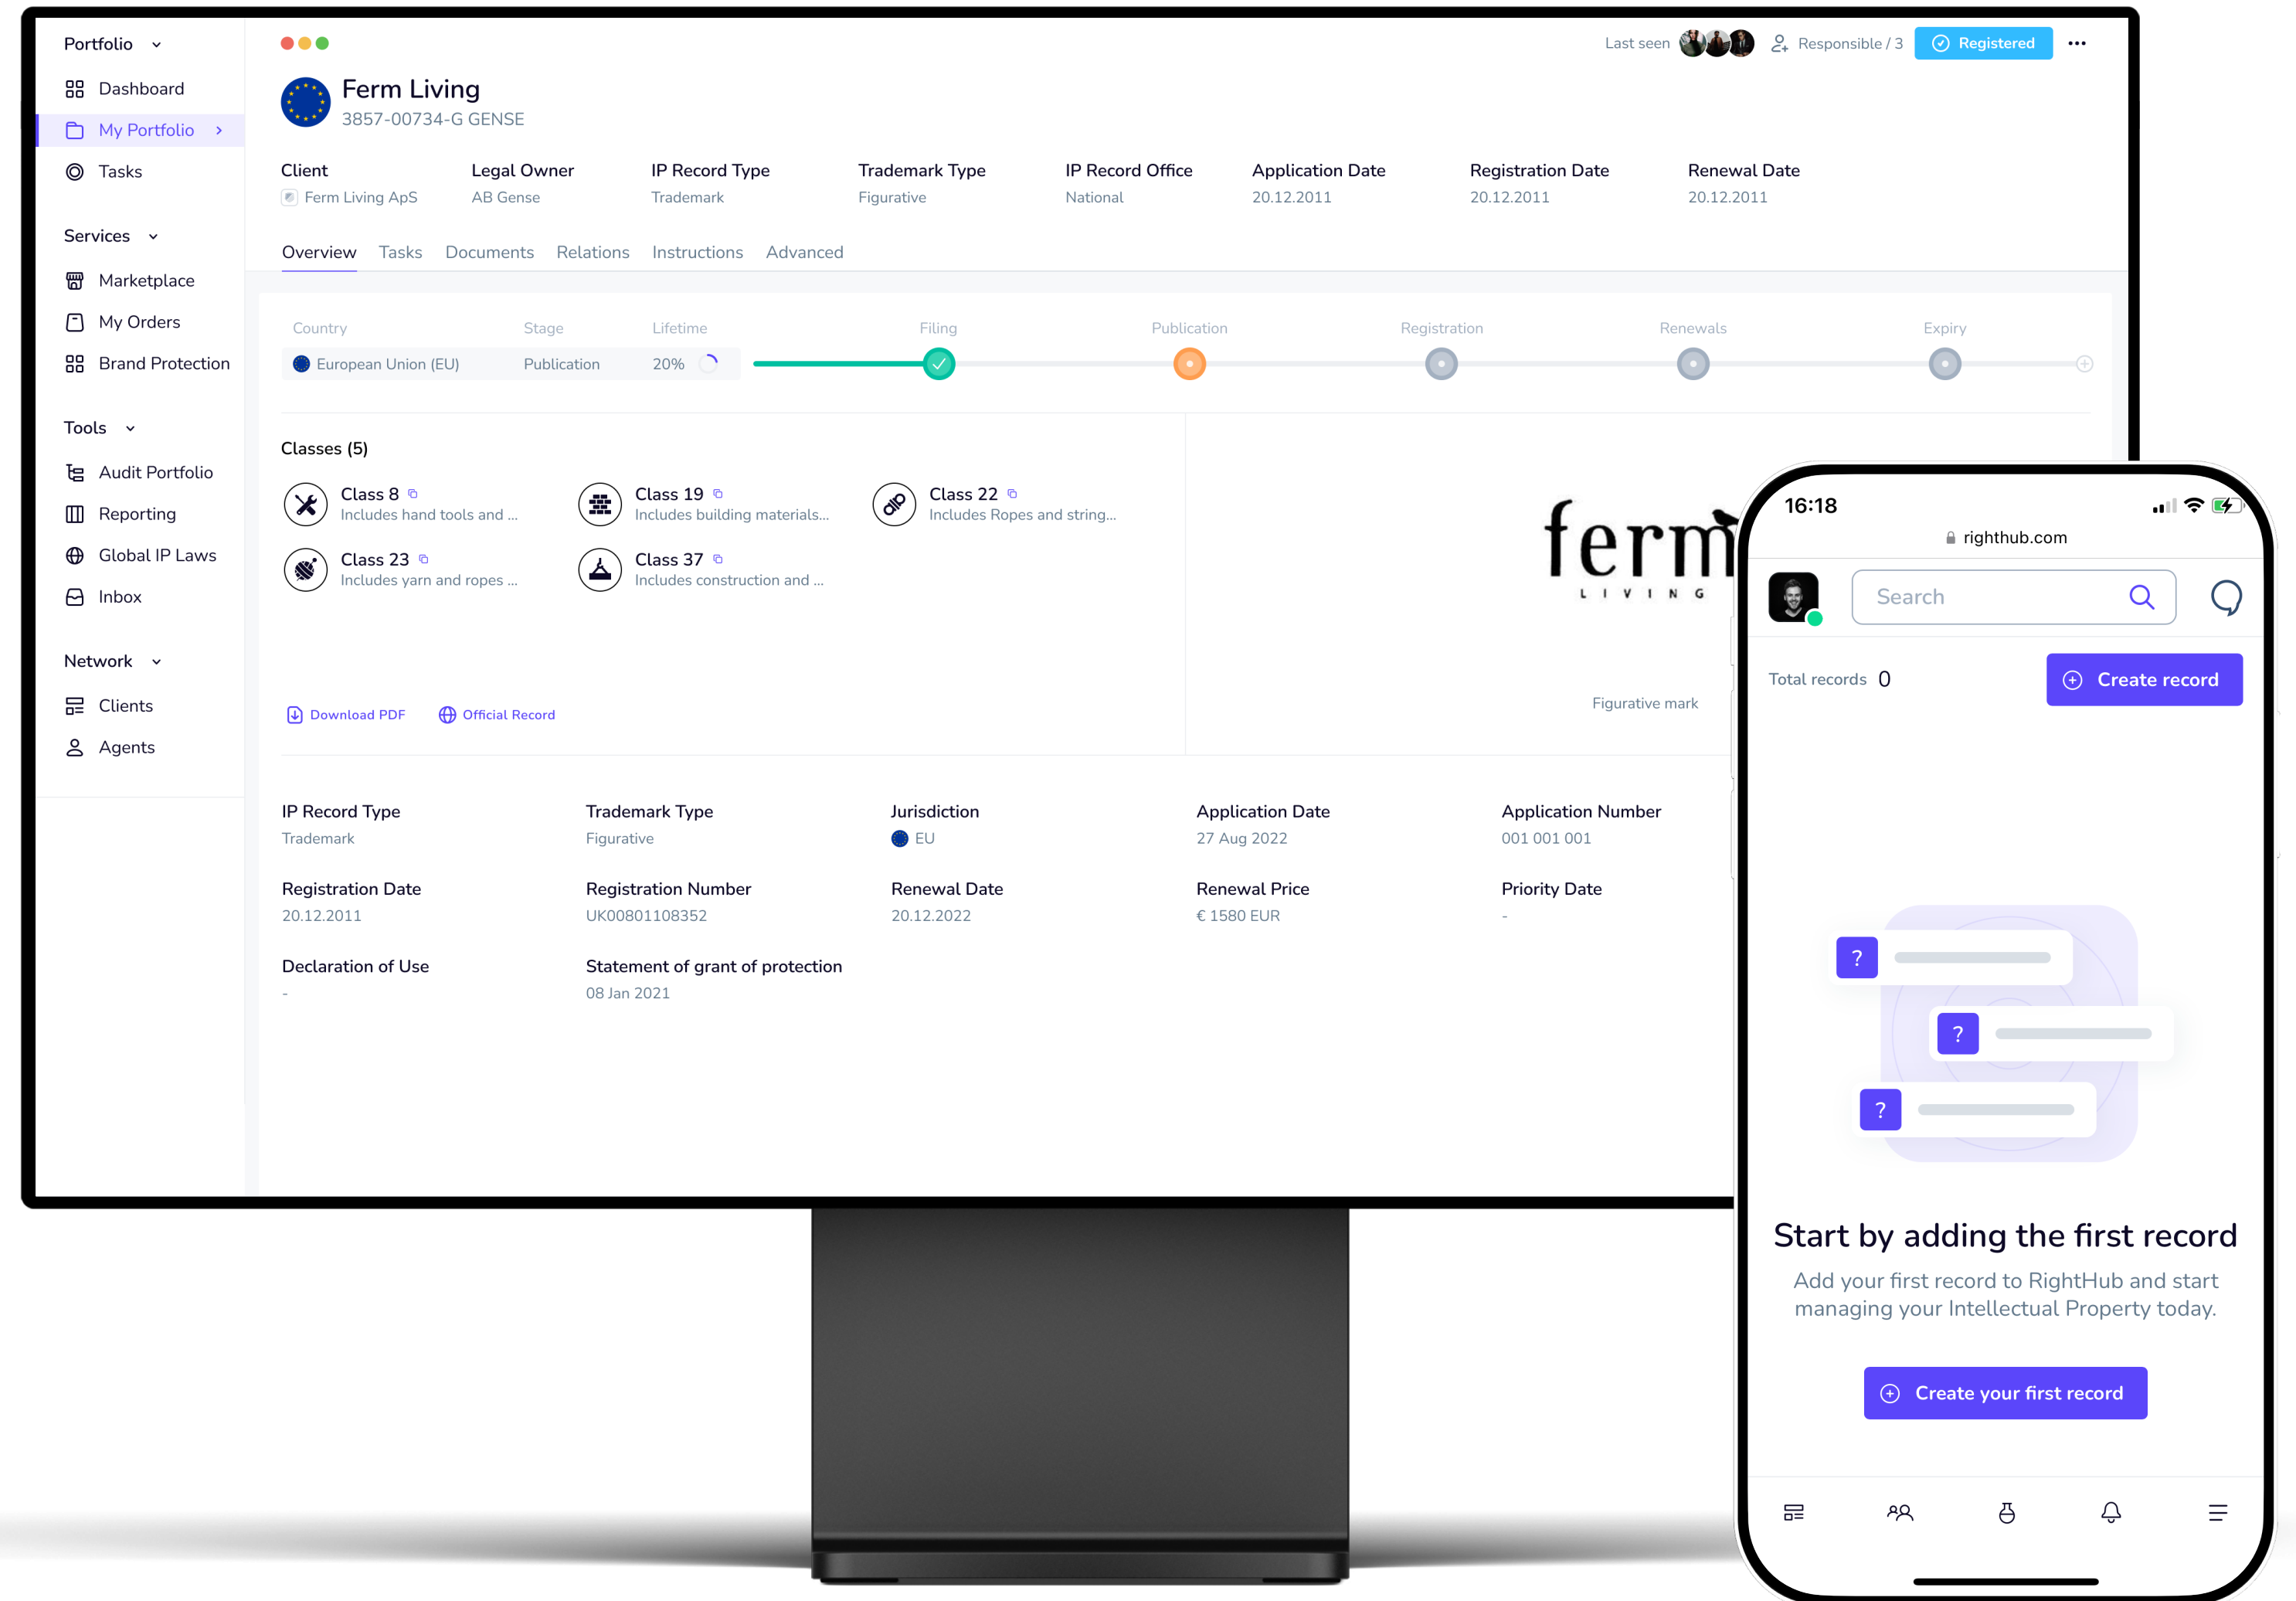 Portfolio
Dashboard
My Portfolio
Tasks
Services
Marketplace
My Orders
Brand Protection
Tools
Audit Portfolio
Reporting
Global IP Laws
Inbox
Network
Clients
Agents
Last seen Responsible / 3 Registered
Ferm Living
3857-00734-G GENSE
Client Legal Owner IP Record Type Trademark Type IP Record Office Application Date Registration Date Renewal Date
Ferm Living ApS AB Gense Trademark Figurative National 20.12.2011 20.12.2011 20.12.2011
Overview Tasks Documents Relations Instructions Advanced
Country Stage Lifetime Filing Publication Registration Renewals Expiry
European Union (EU) Publication 20%
Classes (5)
Class 8
Includes hand tools and ...
Class 19
Includes building materials...
Class 22
Includes Ropes and string...
Class 23
Includes yarn and ropes ...
Class 37
Includes construction and ...
Download PDF Official Record
ferm
LIVING
Figurative mark
IP Record Type Trademark Type Jurisdiction Application Date Application Number
Trademark Figurative EU 27 Aug 2022 001 001 001
Registration Date Registration Number Renewal Date Renewal Price Priority Date
20.12.2011 UK00801108352 20.12.2022 € 1580 EUR -
Declaration of Use Statement of grant of protection
- 08 Jan 2021
16:18
righthub.com
Search
Total records 0 Create record
?
?
?
Start by adding the first record
Add your first record to RightHub and start
managing your Intellectual Property today.
Create your first record